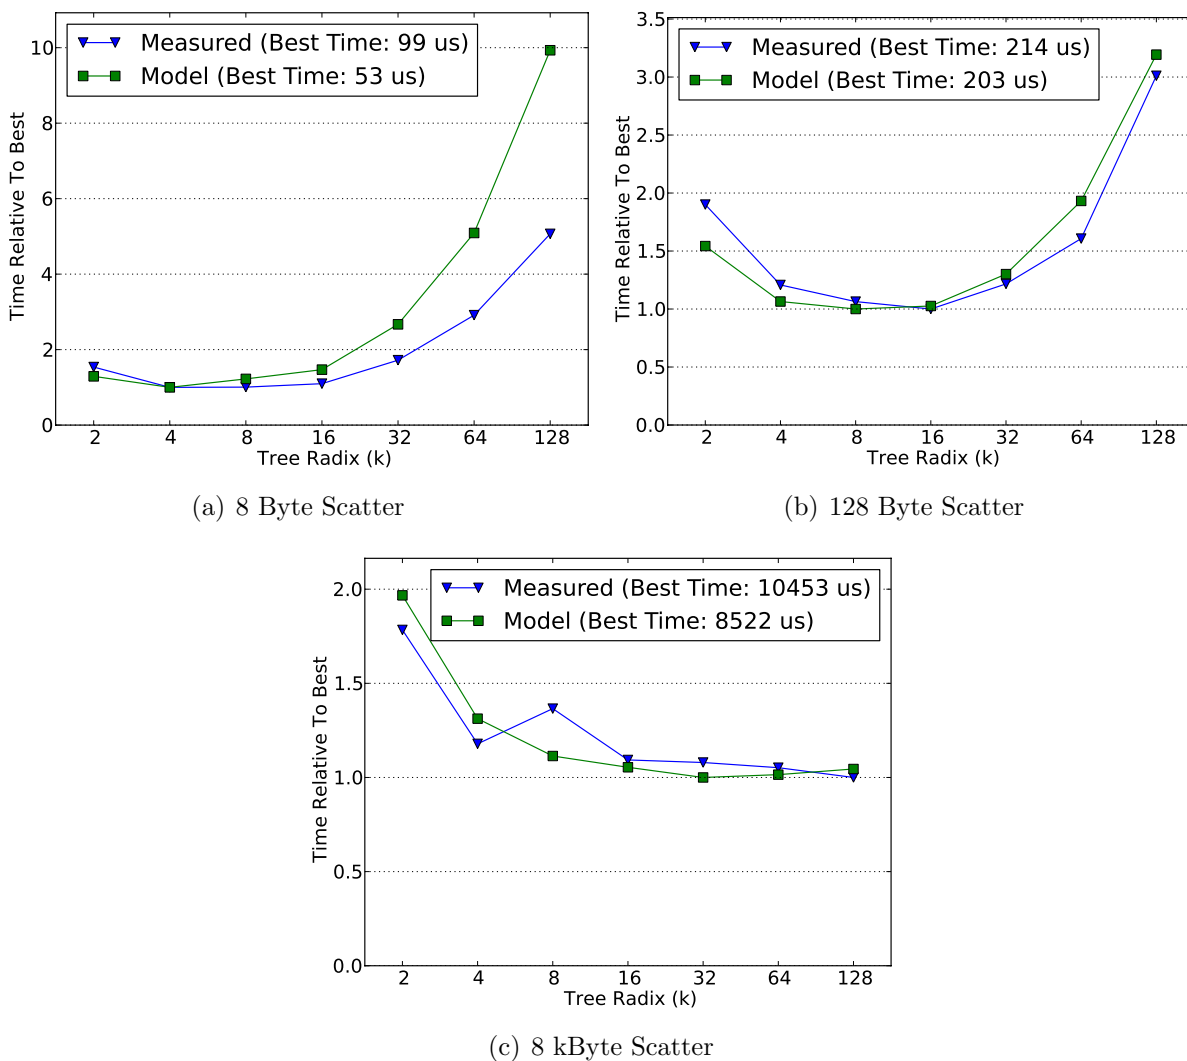 Measured (Best Time: 99 us)
Model (Best Time: 53 us)
Time Relative To Best
10
8
6
4
2
0
2 4 8 16 32 64 128
Tree Radix (k)
(a) 8 Byte Scatter
Measured (Best Time: 214 us)
Model (Best Time: 203 us)
Time Relative To Best
3.5
3.0
2.5
2.0
1.5
1.0
0.5
0.0
2 4 8 16 32 64 128
Tree Radix (k)
(b) 128 Byte Scatter
Measured (Best Time: 10453 us)
Model (Best Time: 8522 us)
Time Relative To Best
2.0
1.5
1.0
0.5
0.0
2 4 8 16 32 64 128
Tree Radix (k)
(c) 8 kByte Scatter